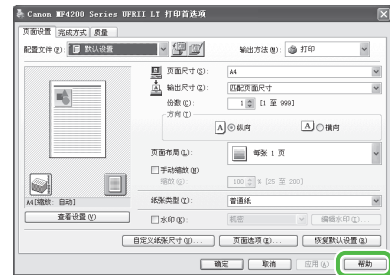 Canon MF4200 Series UFRII LT 打印首选项
页面设置 完成方式 质量
配置文件(F): 默认设置
输出方法(M): 打印
页面尺寸(S): A4
输出尺寸(Z): 匹配页面尺寸
份数(C): 1 [1 至 999]
方向(T)
A 纵向 A 横向
页面布局(L): 每张 1 页
手动缩放(N)
缩放(G): 100 % [25 至 200]
A4[缩放: 自动]
查看设置(V)
纸张类型(E): 普通纸
水印(K): 机密 编辑水印(I)...
自定义纸张尺寸(U)... 页面选项(X)... 恢复默认设置(R)
确定 取消 应用(A) 帮助